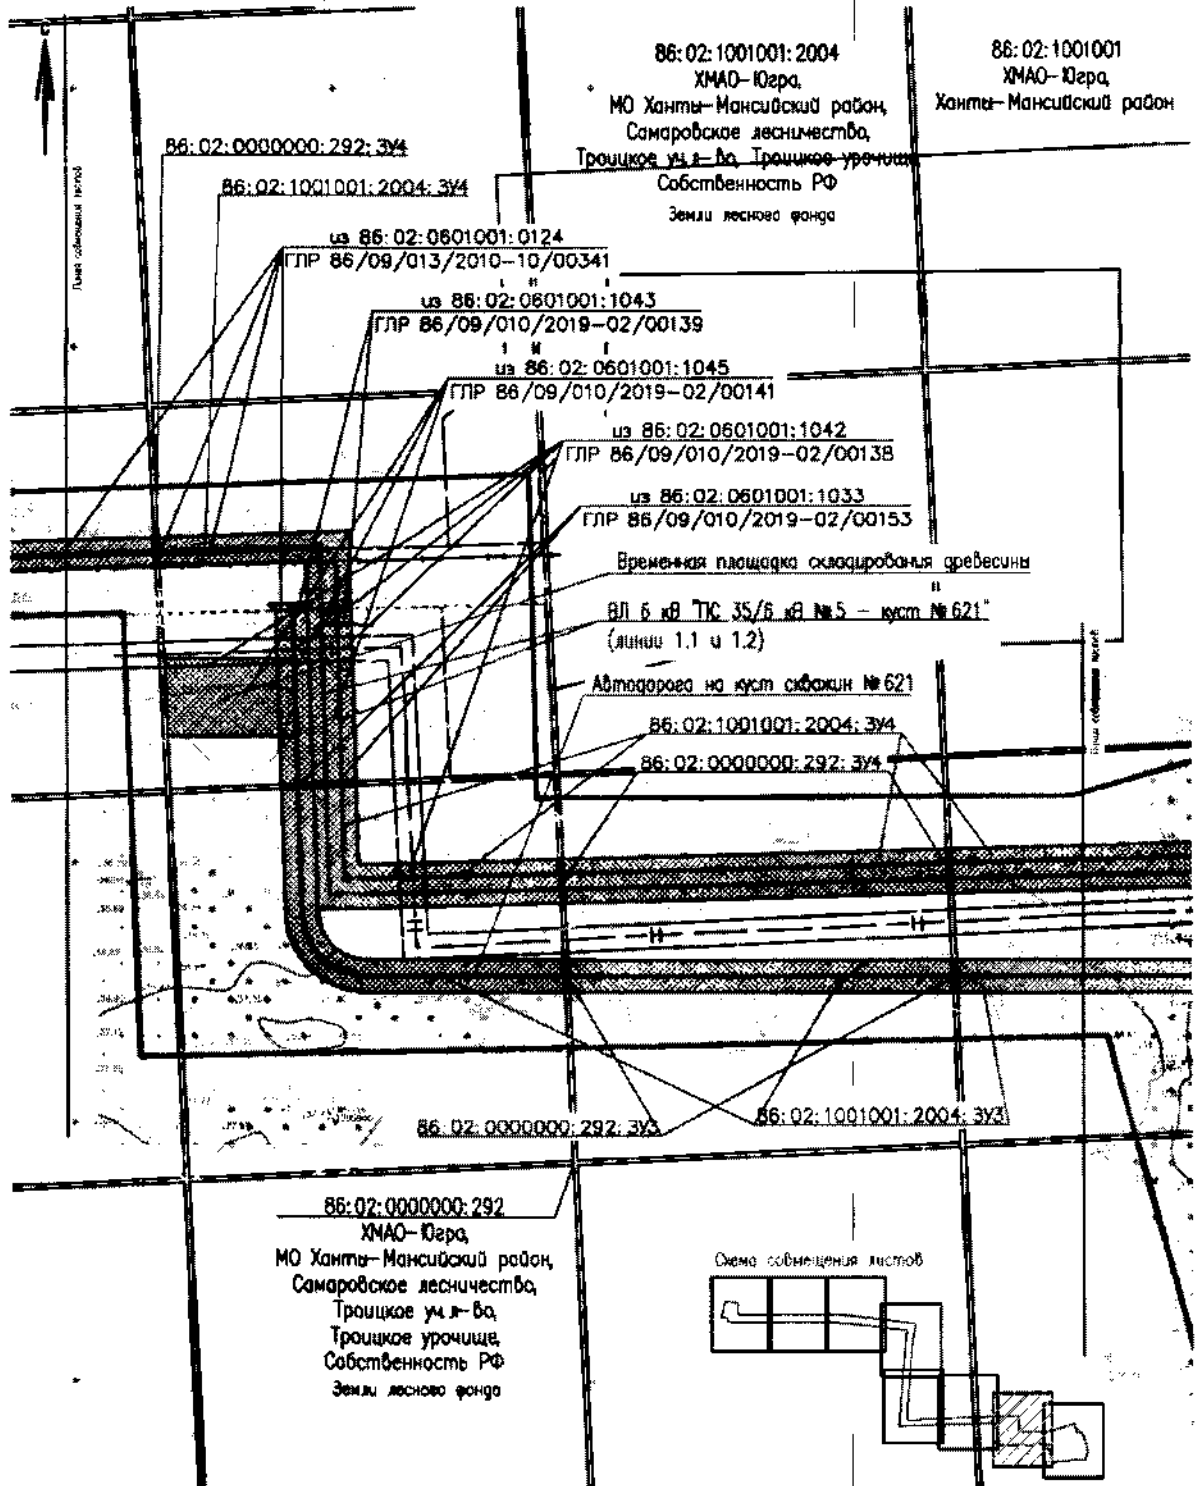 С
86:02:1001001:2004
ХМАО-Югра,
МО Ханты-Мансийский район,
Самаровское лесничество,
Троицкое уч. л-во, Троицкое урочище
Собственность РФ
Земли лесного фонда
86:02:1001001
ХМАО-Югра,
Ханты-Мансийский район
Линия совмещения листов
86:02:0000000:292:ЗУ4
86:02:1001001:2004:ЗУ4
из 86:02:0601001:0124
ГЛР 86/09/013/2010-10/00341
из 86:02:0601001:1043
ГЛР 86/09/010/2019-02/00139
из 86:02:0601001:1045
ГЛР 86/09/010/2019-02/00141
из 86:02:0601001:1042
ГЛР 86/09/010/2019-02/00138
из 86:02:0601001:1033
ГЛР 86/09/010/2019-02/00153
Временная площадка складирования древесины
ВЛ 6 кВ "ПС 35/6 кВ №5 - куст №621"
(линии 1.1 и 1.2)
Автодорога на куст скважин №621
Линия совмещения листов
86:02:1001001:2004:ЗУ4
86:02:0000000:292:ЗУ4
86:02:0000000:292:ЗУ3
86:02:1001001:2004:ЗУ3
86:02:0000000:292
ХМАО-Югра,
МО Ханты-Мансийский район,
Самаровское лесничество,
Троицкое уч. л-во,
Троицкое урочище,
Собственность РФ
Земли лесного фонда
Схема совмещения листов